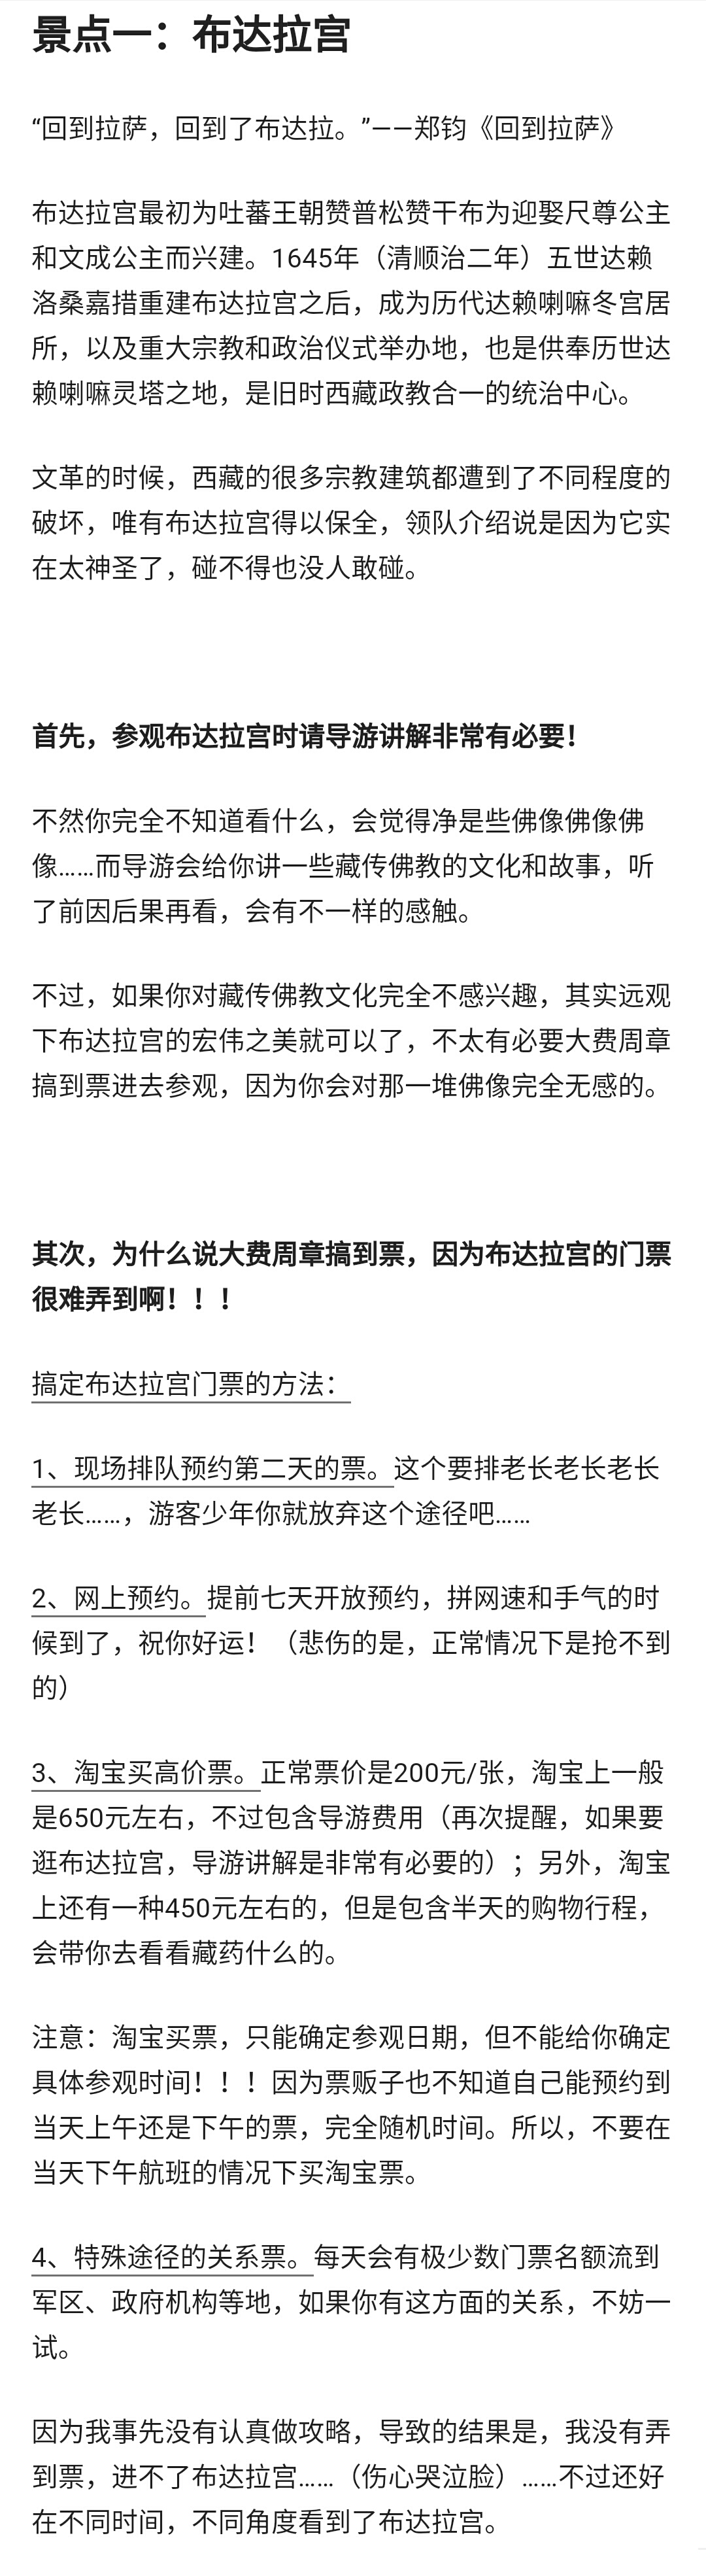 景点一：布达拉宫
“回到拉萨，回到了布达拉。”——郑钧《回到拉萨》
布达拉宫最初为吐蕃王朝赞普松赞干布为迎娶尺尊公主
和文成公主而兴建。1645年（清顺治二年）五世达赖
洛桑嘉措重建布达拉宫之后，成为历代达赖喇嘛冬宫居
所，以及重大宗教和政治仪式举办地，也是供奉历世达
赖喇嘛灵塔之地，是旧时西藏政教合一的统治中心。
文革的时候，西藏的很多宗教建筑都遭到了不同程度的
破坏，唯有布达拉宫得以保全，领队介绍说是因为它实
在太神圣了，碰不得也没人敢碰。
首先，参观布达拉宫时请导游讲解非常有必要！
不然你完全不知道看什么，会觉得净是些佛像佛像佛
像……而导游会给你讲一些藏传佛教的文化和故事，听
了前因后果再看，会有不一样的感触。
不过，如果你对藏传佛教文化完全不感兴趣，其实远观
下布达拉宫的宏伟之美就可以了，不太有必要大费周章
搞到票进去参观，因为你会对那一堆佛像完全无感的。
其次，为什么说大费周章搞到票，因为布达拉宫的门票
很难弄到啊！！！
搞定布达拉宫门票的方法：
1、现场排队预约第二天的票。这个要排老长老长老长
老长……，游客少年你就放弃这个途径吧……
2、网上预约。提前七天开放预约，拼网速和手气的时
候到了，祝你好运！（悲伤的是，正常情况下是抢不到
的）
3、淘宝买高价票。正常票价是200元/张，淘宝上一般
是650元左右，不过包含导游费用（再次提醒，如果要
逛布达拉宫，导游讲解是非常有必要的）；另外，淘宝
上还有一种450元左右的，但是包含半天的购物行程，
会带你去看看藏药什么的。
注意：淘宝买票，只能确定参观日期，但不能给你确定
具体参观时间！！！因为票贩子也不知道自己能预约到
当天上午还是下午的票，完全随机时间。所以，不要在
当天下午航班的情况下买淘宝票。
4、特殊途径的关系票。每天会有极少数门票名额流到
军区、政府机构等地，如果你有这方面的关系，不妨一
试。
因为我事先没有认真做攻略，导致的结果是，我没有弄
到票，进不了布达拉宫……（伤心哭泣脸）……不过还好
在不同时间，不同角度看到了布达拉宫。